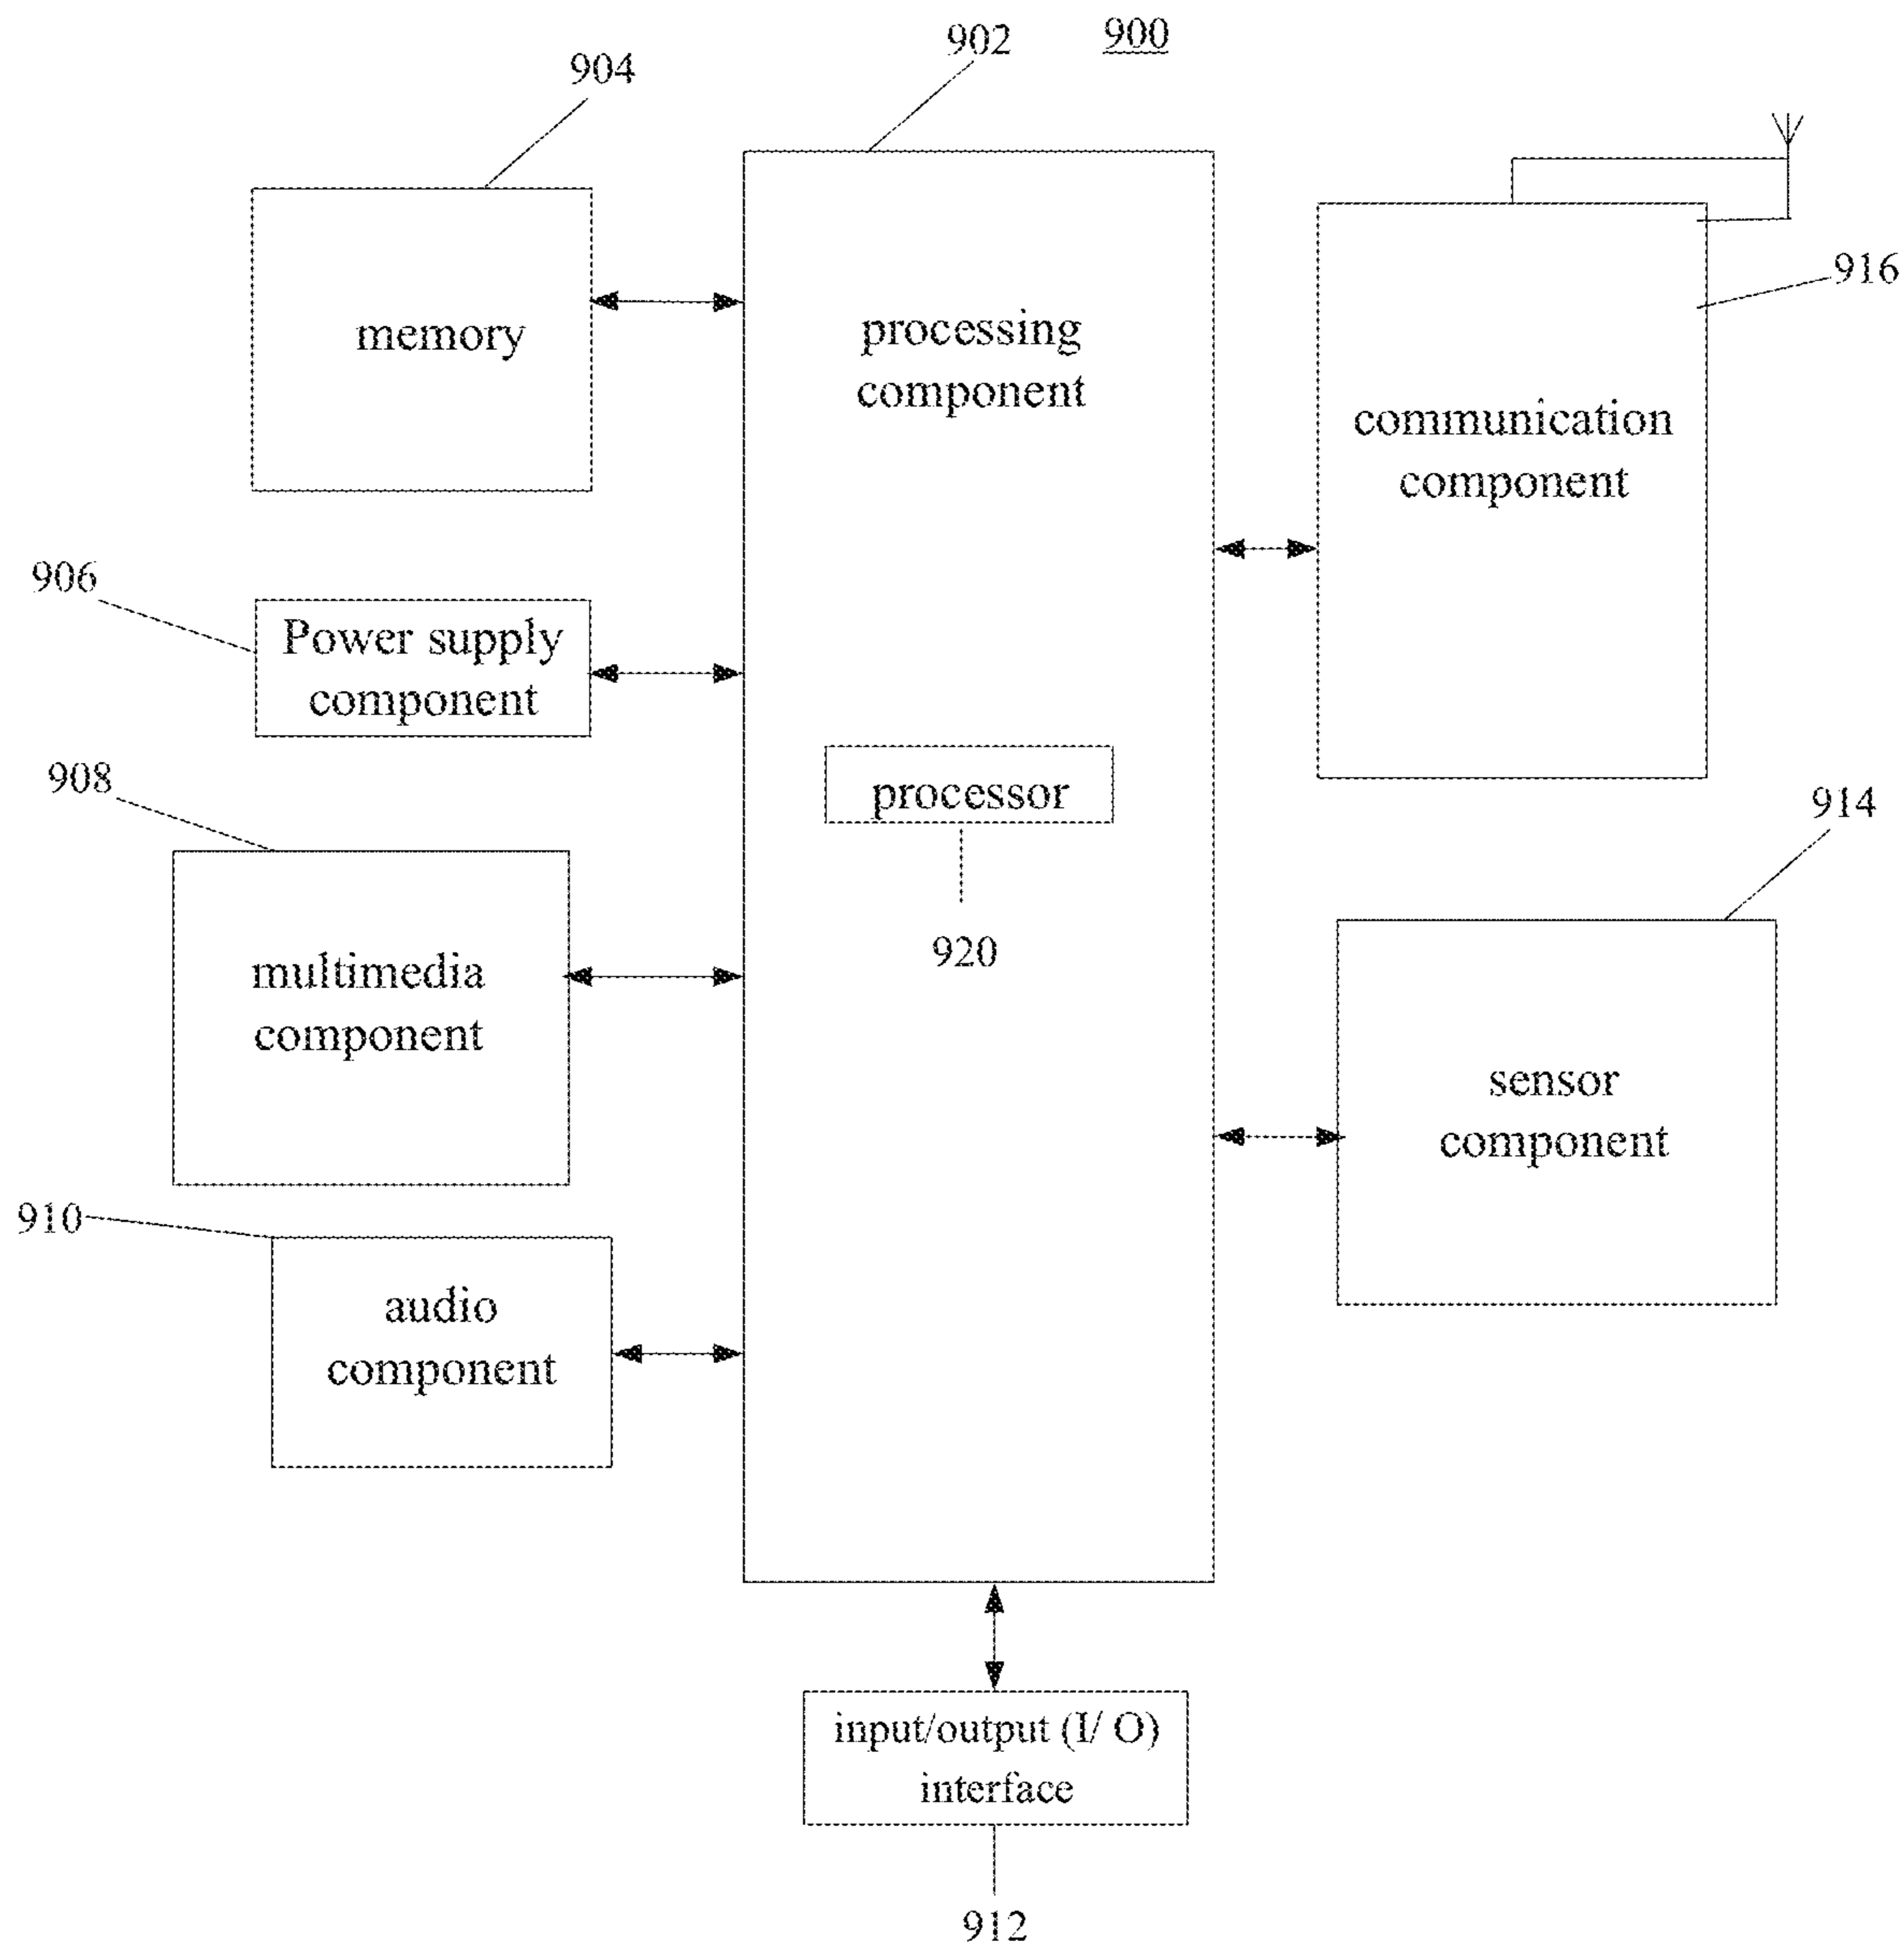 900
902
904
memory
processing
component
916
communication
component
906
Power supply
component
908
processor
914
920
multimedia
component
sensor
component
910
audio
component
input/output (I/ O)
interface
912